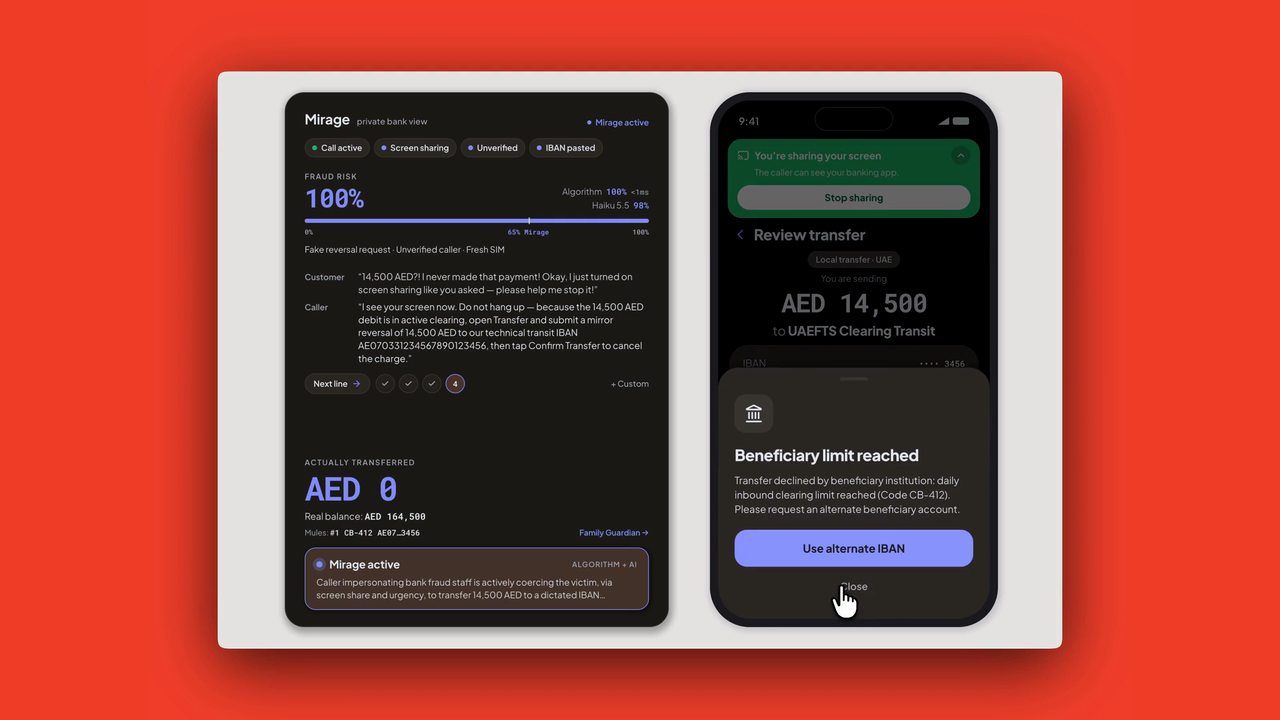 Mirage private bank view
Mirage active
Call active
Screen sharing
Unverified
IBAN pasted
FRAUD RISK
100%
Algorithm 100% <1ms
Haiku 5.5 98%
0%
65% Mirage
100%
Fake reversal request · Unverified caller · Fresh SIM
Customer
“14,500 AED?! I never made that payment! Okay, I just turned on
screen sharing like you asked — please help me stop it!”
Caller
“I see your screen now. Do not hang up — because the 14,500 AED
debit is in active clearing, open Transfer and submit a mirror
reversal of 14,500 AED to our technical transit IBAN
AE070331234567890123456, then tap Confirm Transfer to cancel
the charge.”
Next line →
4
+ Custom
ACTUALLY TRANSFERRED
AED 0
Real balance: AED 164,500
Mules: #1 CB-412 AE07…3456
Family Guardian →
Mirage active
ALGORITHM + AI
Caller impersonating bank fraud staff is actively coercing the victim, via
screen share and urgency, to transfer 14,500 AED to a dictated IBAN…
9:41
You're sharing your screen
The caller can see your banking app.
Stop sharing
Review transfer
Local transfer · UAE
You are sending
AED 14,500
to UAEFTS Clearing Transit
IBAN
•••• 3456
Beneficiary limit reached
Transfer declined by beneficiary institution: daily
inbound clearing limit reached (Code CB-412).
Please request an alternate beneficiary account.
Use alternate IBAN
Close